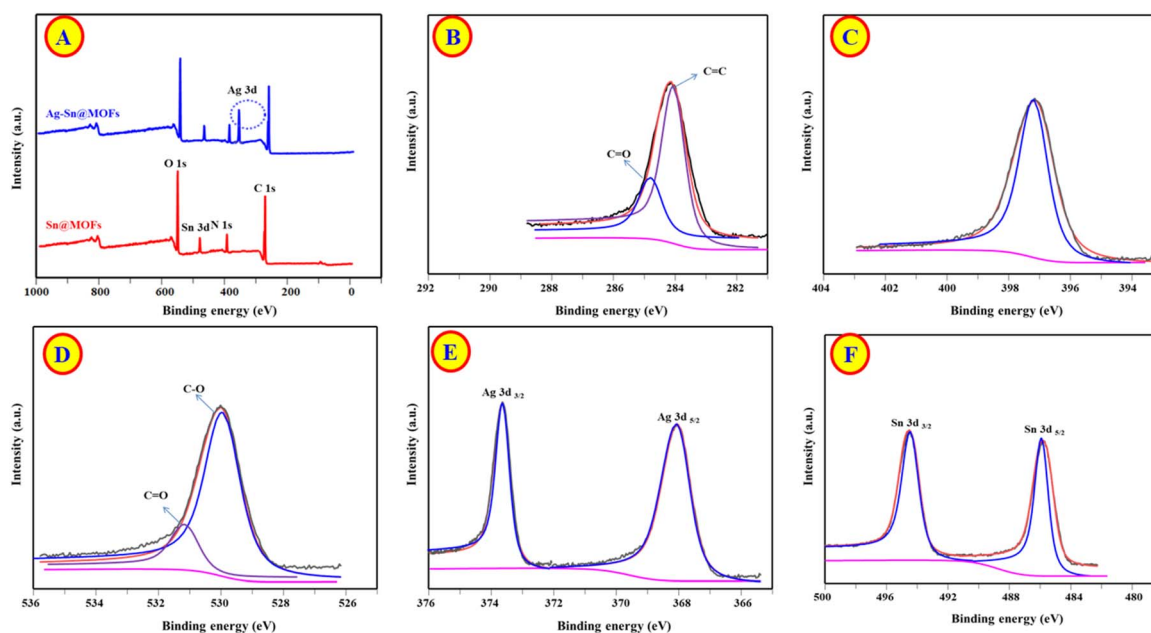 A
Ag 3d
Ag-Sn@MOFs
O 1s
C 1s
Sn 3d
N 1s
Sn@MOFs
Intensity (a.u.)
1000 800 600 400 200 0
Binding energy (eV)
B
C=C
C=O
Intensity (a.u.)
292 290 288 286 284 282
Binding energy (eV)
C
Intensity (a.u.)
404 402 400 398 396 394
Binding energy (eV)
D
C-O
C=O
Intensity (a.u.)
536 534 532 530 528 526
Binding energy (eV)
E
Ag 3d 3/2
Ag 3d 5/2
Intensity (a.u.)
376 374 372 370 368 366
Binding energy (eV)
F
Sn 3d 3/2
Sn 3d 5/2
Intensity (a.u.)
500 496 492 488 484 480
Binding energy (eV)